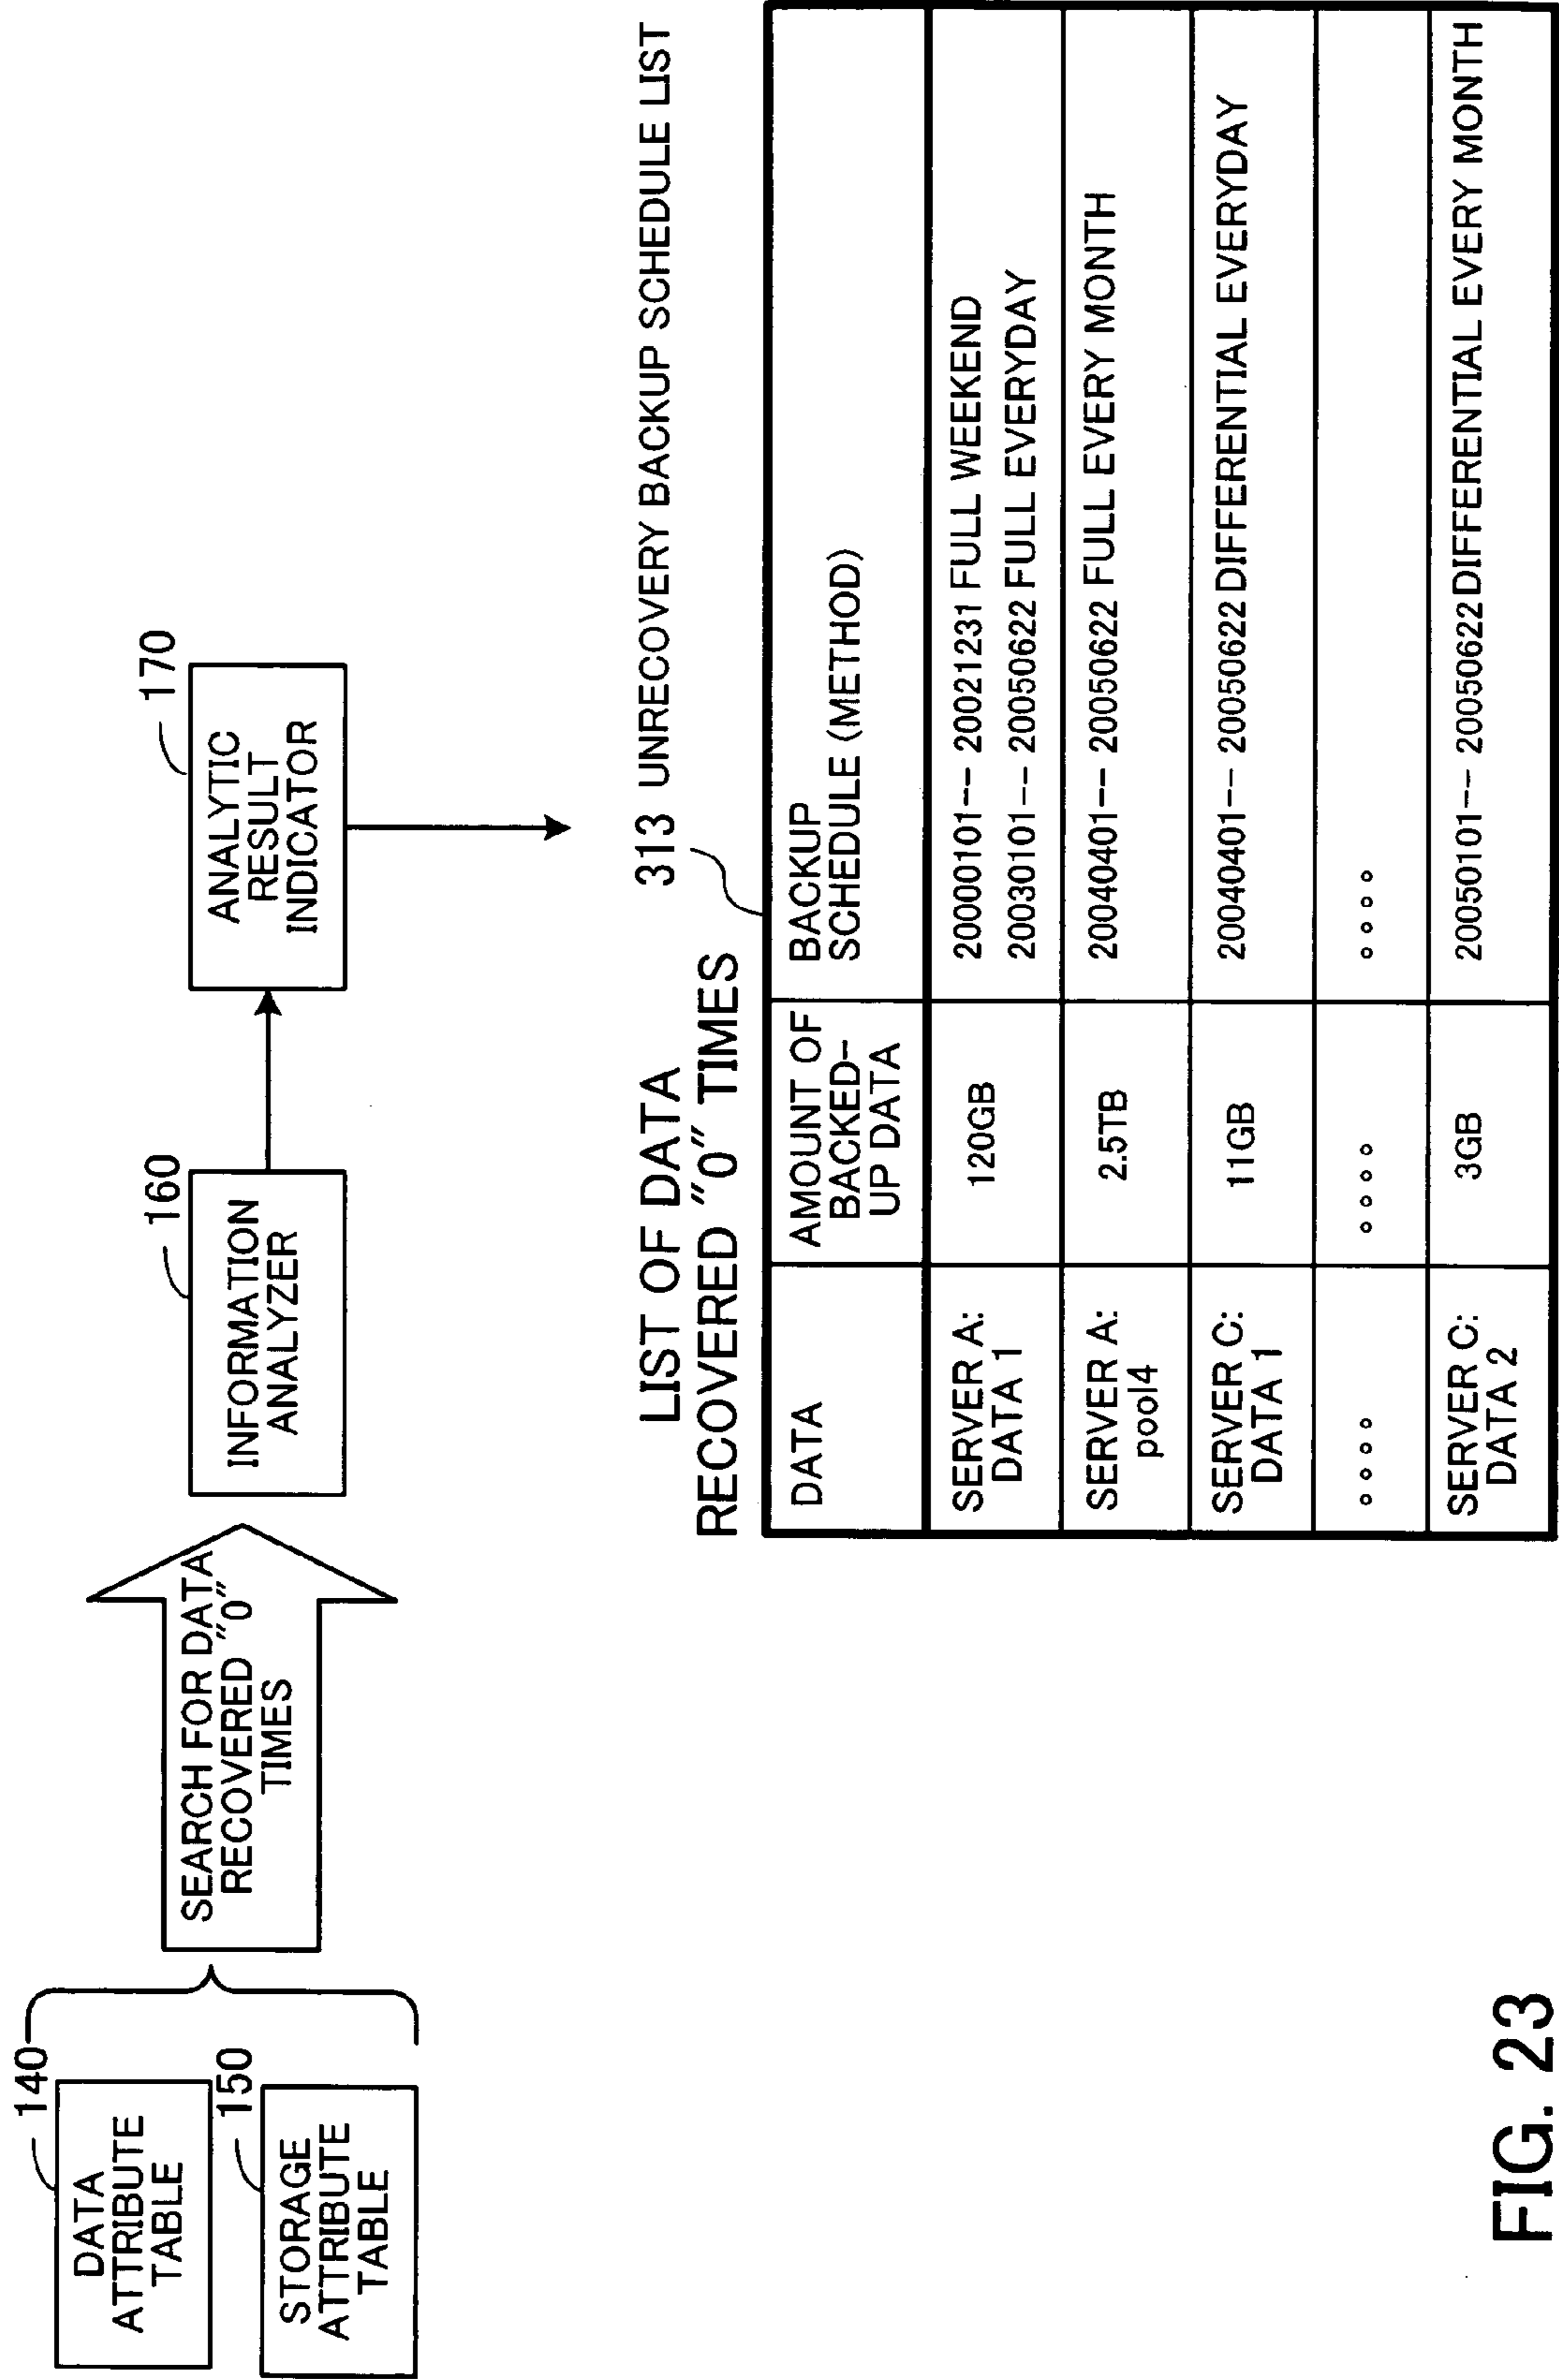 140
DATA
ATTRIBUTE
TABLE
150
STORAGE
ATTRIBUTE
TABLE
SEARCH FOR DATA
RECOVERED "0"
TIMES
160
INFORMATION
ANALYZER
170
ANALYTIC
RESULT
INDICATOR
LIST OF DATA
RECOVERED "0" TIMES
313 UNRECOVERY BACKUP SCHEDULE LIST
DATA
AMOUNT OF
BACKED-
UP DATA
BACKUP
SCHEDULE (METHOD)
SERVER A:
DATA 1
120GB
20000101-- 20021231 FULL WEEKEND
20030101-- 20050622 FULL EVERYDAY
SERVER A:
pool4
2.5TB
20040401-- 20050622 FULL EVERY MONTH
SERVER C:
DATA 1
11GB
20040401-- 20050622 DIFFERENTIAL EVERYDAY
SERVER C:
DATA 2
3GB
20050101-- 20050622 DIFFERENTIAL EVERY MONTH
FIG. 23